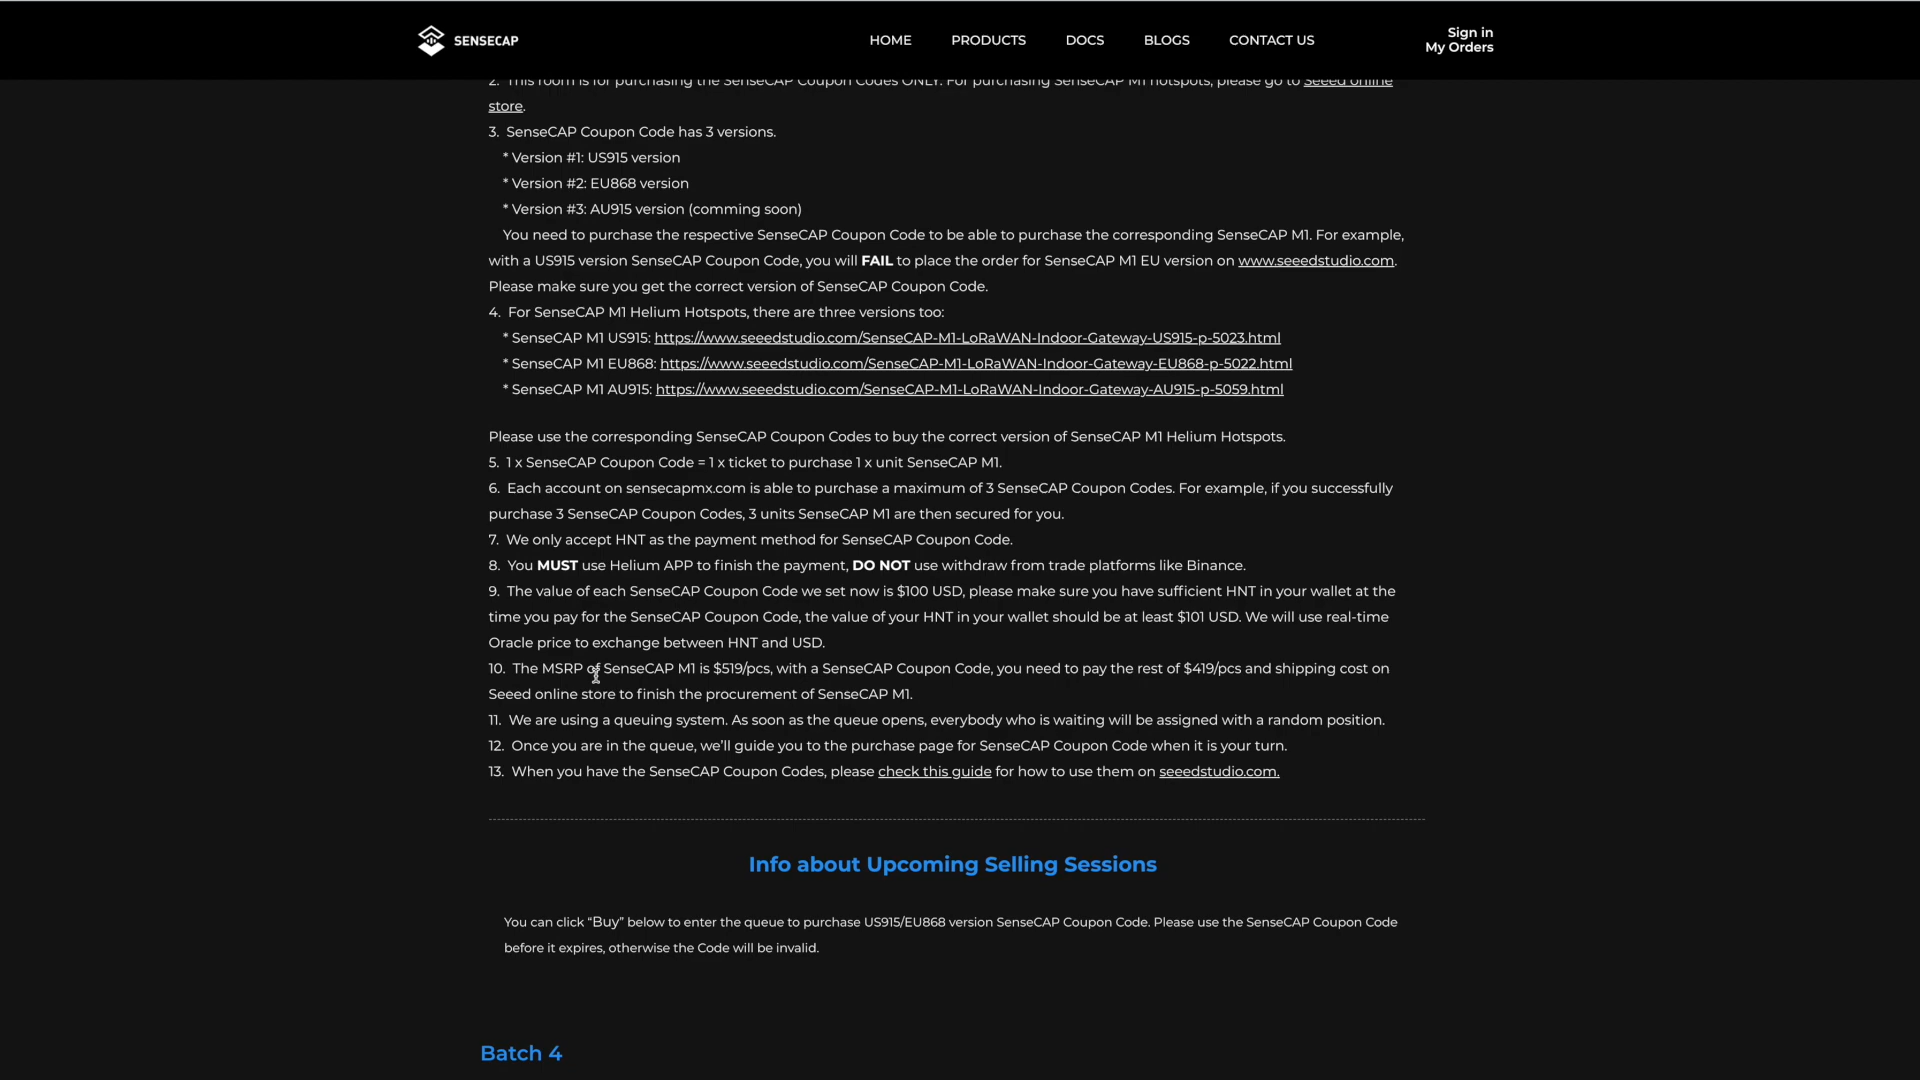 SENSECAP
HOME PRODUCTS DOCS BLOGS CONTACT US
Sign in
My Orders
2. This room is for purchasing the SenseCAP Coupon Codes ONLY. For purchasing SenseCAP M1 hotspots, please go to Seeed online
store.
3. SenseCAP Coupon Code has 3 versions.
* Version #1: US915 version
* Version #2: EU868 version
* Version #3: AU915 version (comming soon)
You need to purchase the respective SenseCAP Coupon Code to be able to purchase the corresponding SenseCAP M1. For example,
with a US915 version SenseCAP Coupon Code, you will FAIL to place the order for SenseCAP M1 EU version on www.seeedstudio.com.
Please make sure you get the correct version of SenseCAP Coupon Code.
4. For SenseCAP M1 Helium Hotspots, there are three versions too:
* SenseCAP M1 US915: https://www.seeedstudio.com/SenseCAP-M1-LoRaWAN-Indoor-Gateway-US915-p-5023.html
* SenseCAP M1 EU868: https://www.seeedstudio.com/SenseCAP-M1-LoRaWAN-Indoor-Gateway-EU868-p-5022.html
* SenseCAP M1 AU915: https://www.seeedstudio.com/SenseCAP-M1-LoRaWAN-Indoor-Gateway-AU915-p-5059.html
Please use the corresponding SenseCAP Coupon Codes to buy the correct version of SenseCAP M1 Helium Hotspots.
5. 1 x SenseCAP Coupon Code = 1 x ticket to purchase 1 x unit SenseCAP M1.
6. Each account on sensecapmx.com is able to purchase a maximum of 3 SenseCAP Coupon Codes. For example, if you successfully
purchase 3 SenseCAP Coupon Codes, 3 units SenseCAP M1 are then secured for you.
7. We only accept HNT as the payment method for SenseCAP Coupon Code.
8. You MUST use Helium APP to finish the payment, DO NOT use withdraw from trade platforms like Binance.
9. The value of each SenseCAP Coupon Code we set now is $100 USD, please make sure you have sufficient HNT in your wallet at the
time you pay for the SenseCAP Coupon Code, the value of your HNT in your wallet should be at least $101 USD. We will use real-time
Oracle price to exchange between HNT and USD.
10. The MSRP of SenseCAP M1 is $519/pcs, with a SenseCAP Coupon Code, you need to pay the rest of $419/pcs and shipping cost on
Seeed online store to finish the procurement of SenseCAP M1.
11. We are using a queuing system. As soon as the queue opens, everybody who is waiting will be assigned with a random position.
12. Once you are in the queue, we’ll guide you to the purchase page for SenseCAP Coupon Code when it is your turn.
13. When you have the SenseCAP Coupon Codes, please check this guide for how to use them on seeedstudio.com.
Info about Upcoming Selling Sessions
You can click “Buy” below to enter the queue to purchase US915/EU868 version SenseCAP Coupon Code. Please use the SenseCAP Coupon Code
before it expires, otherwise the Code will be invalid.
Batch 4